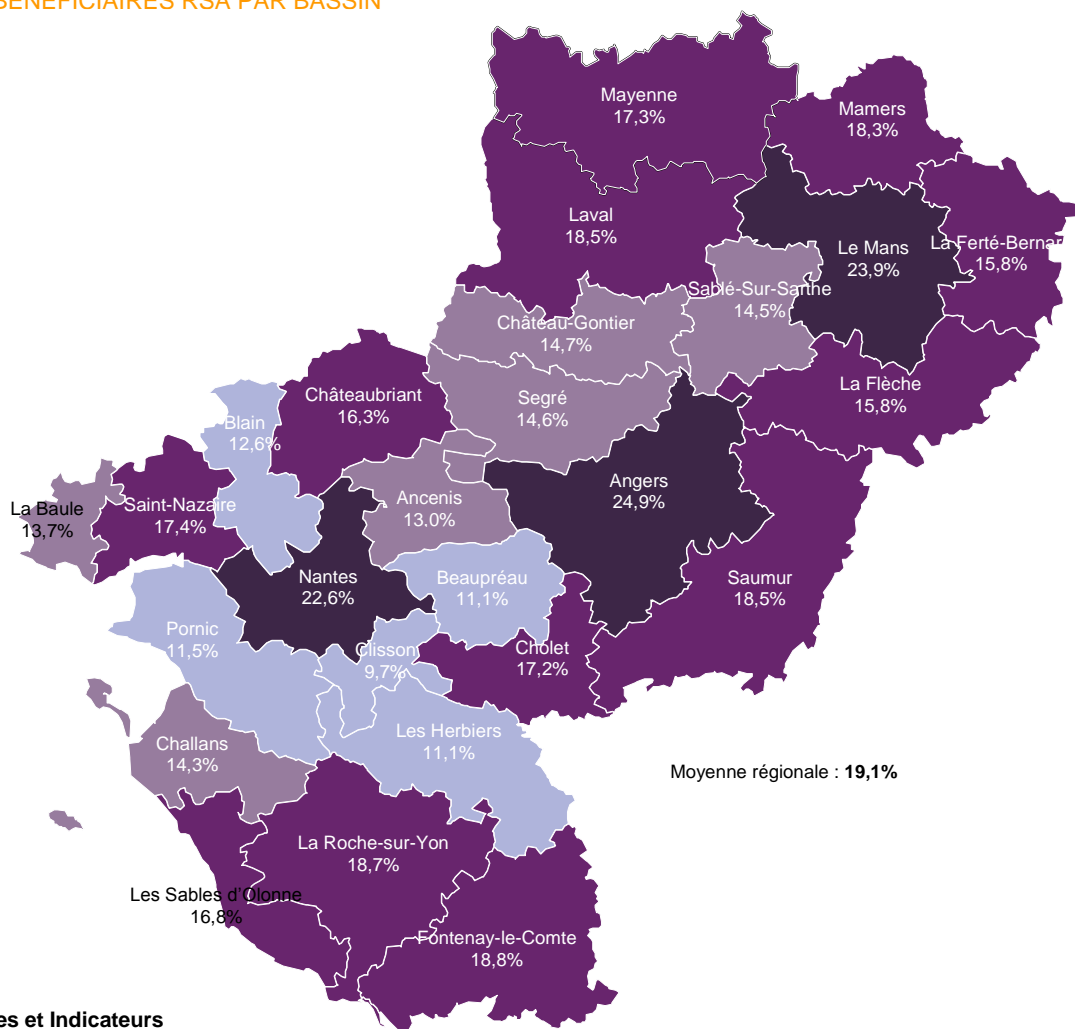 BÉNÉFICIAIRES RSA PAR BASSIN
Mayenne
17,3%
Mamers
18,3%
Laval
18,5%
Le Mans
23,9%
La Ferté-Bernar
15,8%
Sablé-Sur-Sarthe
14,5%
Château-Gontier
14,7%
La Flèche
15,8%
Châteaubriant
16,3%
Segré
14,6%
Blain
12,6%
Angers
24,9%
Ancenis
13.0%
La Baule
13,7%
Saint-Nazaire
17,4%
Nantes
22,6%
Beaupréau
11,1%
Saumur
18,5%
Pornic
11,5%
Clisson
9,7%
Cholet
17,2%
Les Herbiers
11,1%
Challans
14,3%
Moyenne régionale : 19,1%
La Roche-sur-Yon
18,7%
Les Sables d'Olonne
16,8%
Fontenay-le-Comte
18,8%
es et Indicateurs